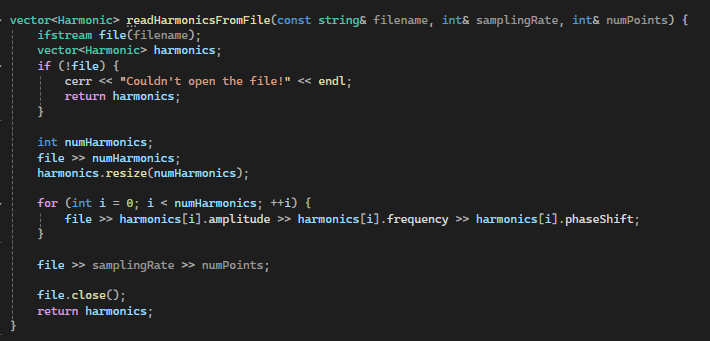 vector<Harmonic> readHarmonicsFromFile(const string& filename, int& samplingRate, int& numPoints) {
    ifstream file(filename);
    vector<Harmonic> harmonics;
    if (!file) {
        cerr << "Couldn't open the file!" << endl;
        return harmonics;
    }

    int numHarmonics;
    file >> numHarmonics;
    harmonics.resize(numHarmonics);

    for (int i = 0; i < numHarmonics; ++i) {
        file >> harmonics[i].amplitude >> harmonics[i].frequency >> harmonics[i].phaseShift;
    }

    file >> samplingRate >> numPoints;

    file.close();
    return harmonics;
}